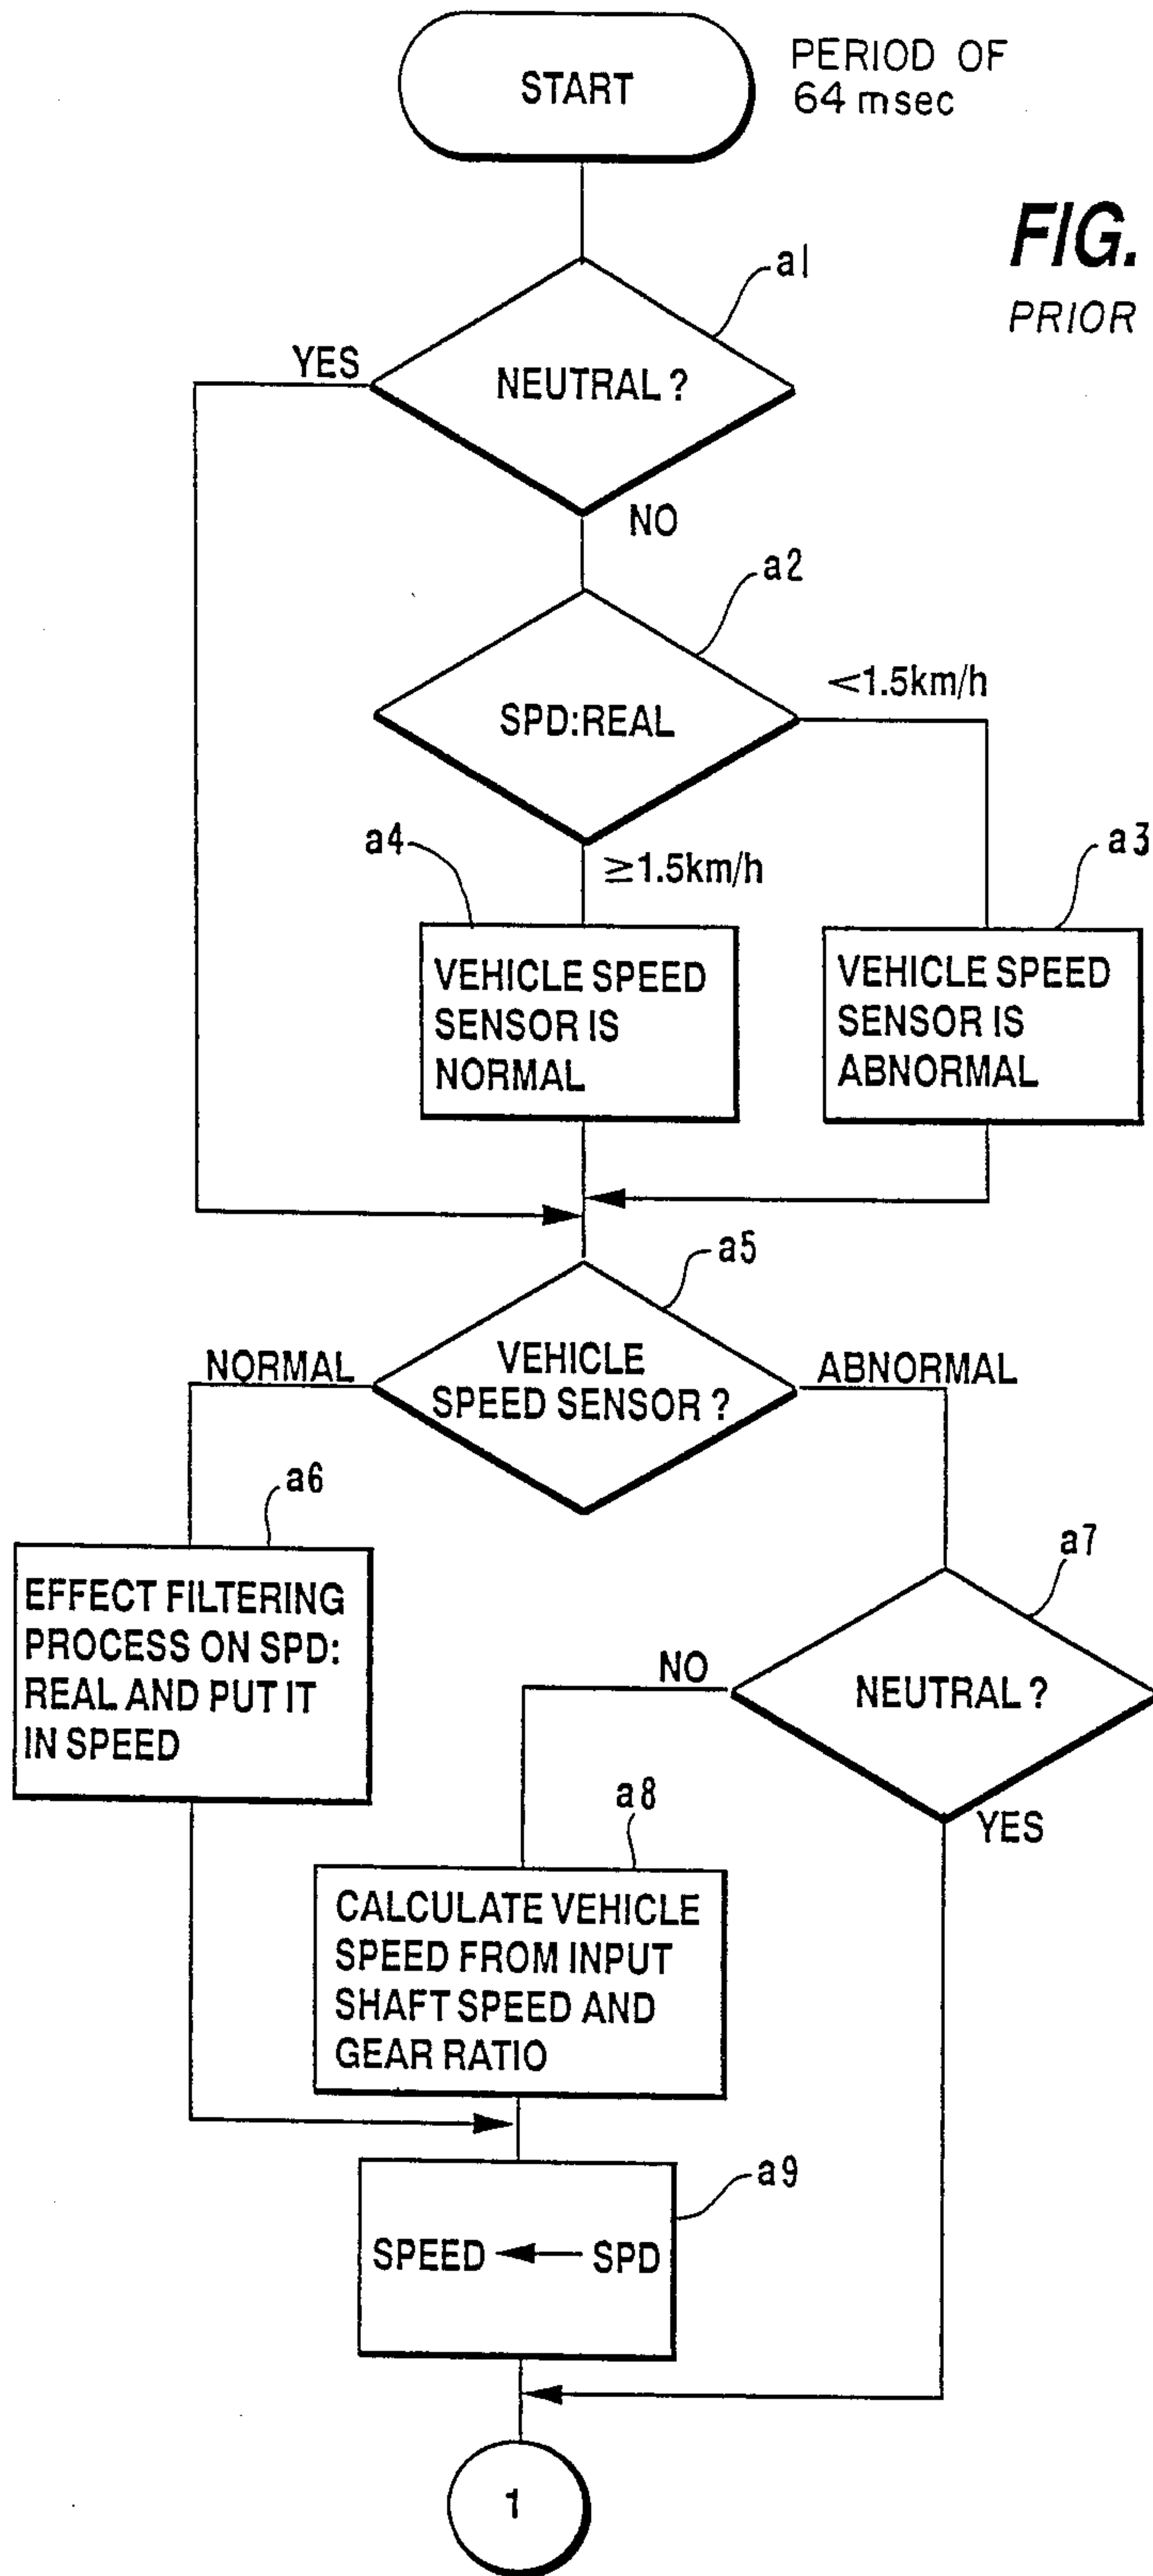 START
PERIOD OF
64 msec
FIG.
PRIOR
a1
YES
NEUTRAL?
NO
a2
<1.5km/h
SPD:REAL
a4
≥1.5km/h
a3
VEHICLE SPEED
SENSOR IS
NORMAL
VEHICLE SPEED
SENSOR IS
ABNORMAL
a5
NORMAL
VEHICLE
SPEED SENSOR?
ABNORMAL
a6
EFFECT FILTERING
PROCESS ON SPD:
REAL AND PUT IT
IN SPEED
a7
NO
NEUTRAL?
YES
a8
CALCULATE VEHICLE
SPEED FROM INPUT
SHAFT SPEED AND
GEAR RATIO
a9
SPEED ← SPD
1